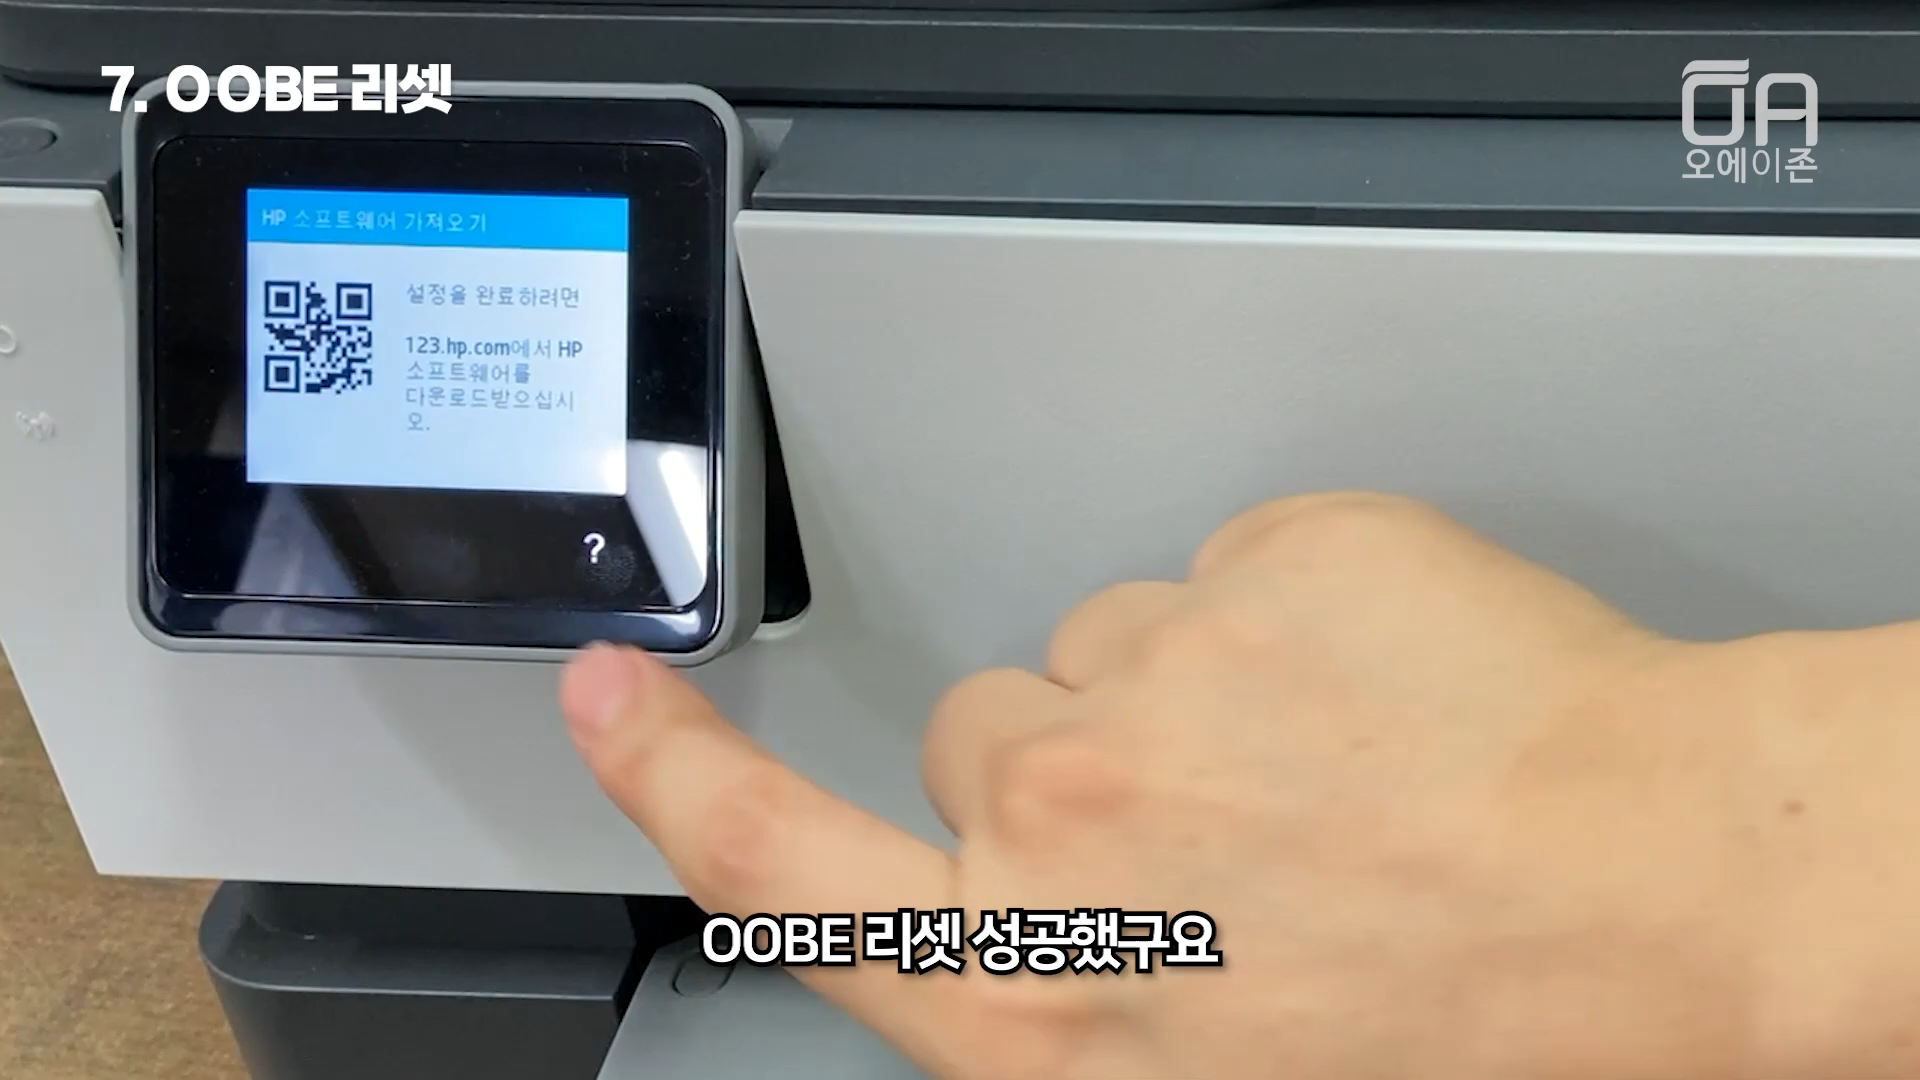 7. OOBE 리셋
OA
오에이존
HP 소프트웨어 가져오기
설정을 완료하려면
123.hp.com에서 HP
소프트웨어를
다운로드받으십시
오.
?
OOBE 리셋 성공했구요